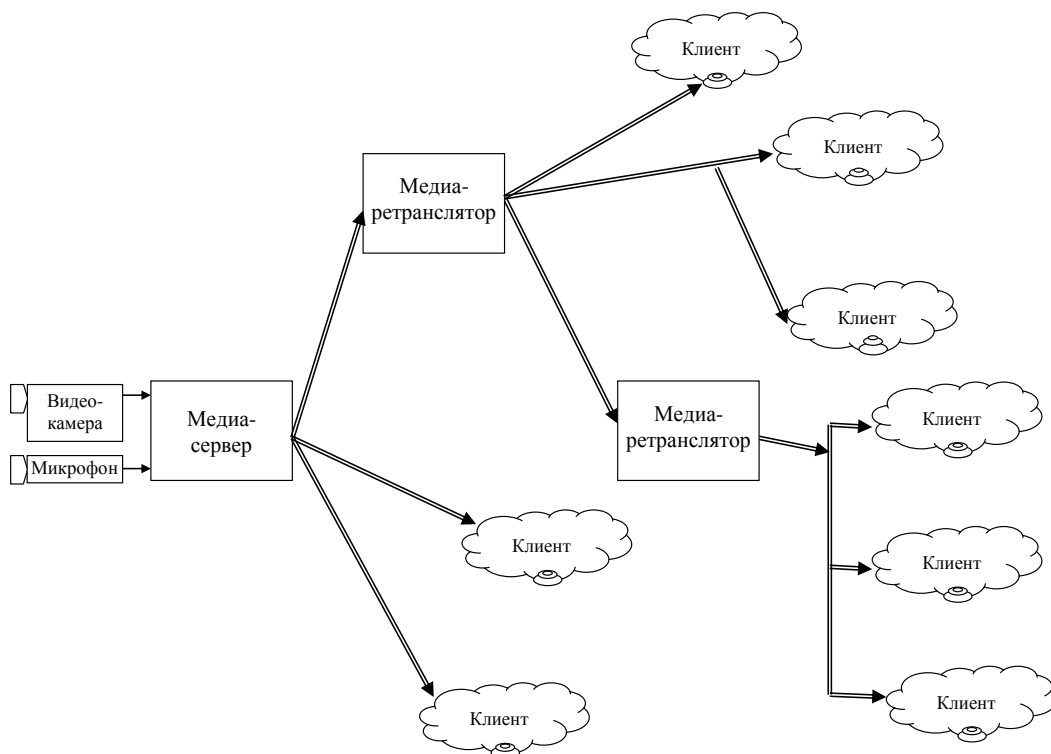 Клиент
Клиент
Медиа-
ретранслятор
Клиент
Видео-
камера
Микрофон
Медиа-
сервер
Медиа-
ретранслятор
Клиент
Клиент
Клиент
Клиент
Клиент